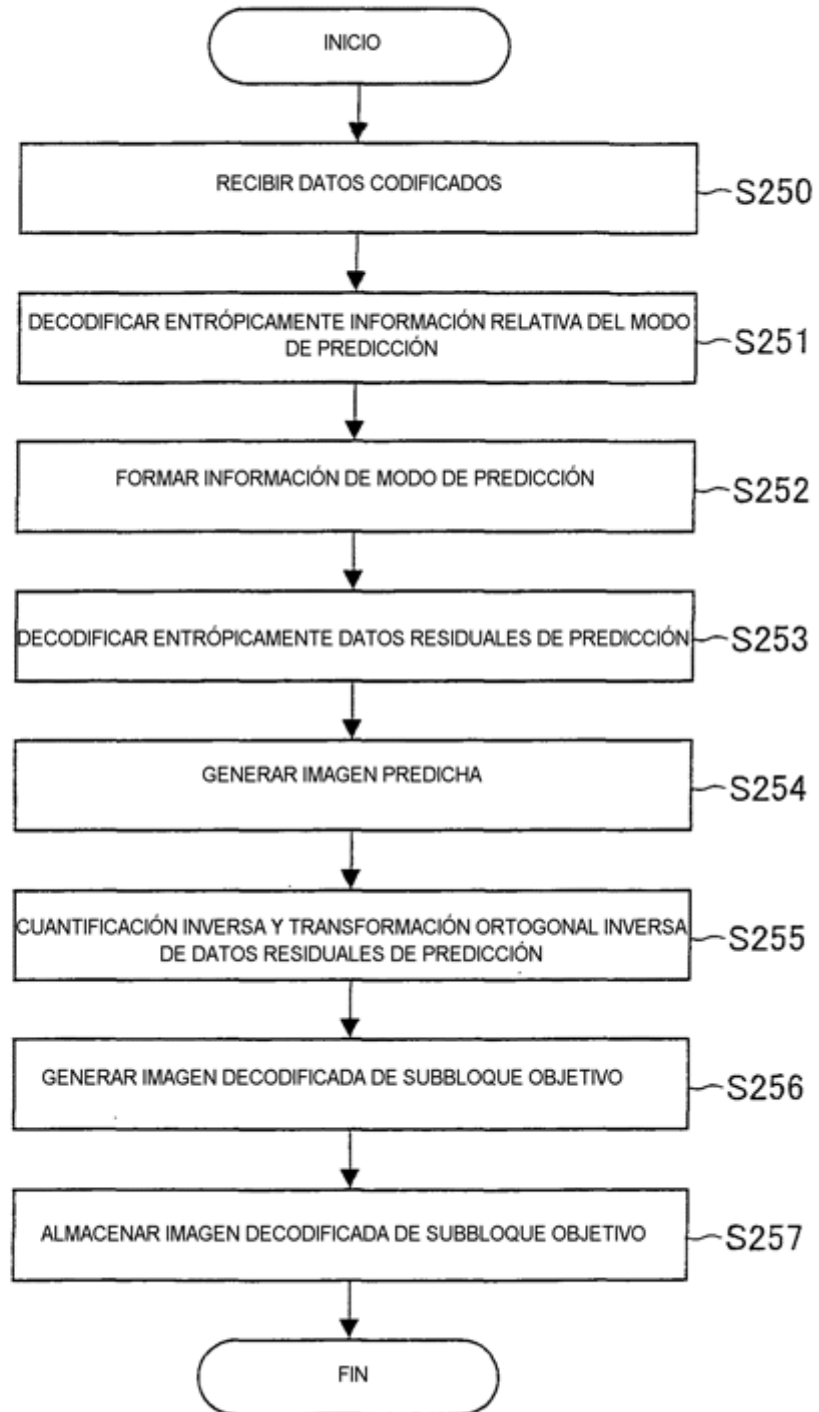 INICIO
RECIBIR DATOS CODIFICADOS
S250
DECODIFICAR ENTRÓPICAMENTE INFORMACIÓN RELATIVA DEL MODO
DE PREDICCIÓN
S251
FORMAR INFORMACIÓN DE MODO DE PREDICCIÓN
S252
DECODIFICAR ENTRÓPICAMENTE DATOS RESIDUALES DE PREDICCIÓN
S253
GENERAR IMAGEN PREDICHA
S254
CUANTIFICACIÓN INVERSA Y TRANSFORMACIÓN ORTOGONAL INVERSA
DE DATOS RESIDUALES DE PREDICCIÓN
S255
GENERAR IMAGEN DECODIFICADA DE SUBBLOQUE OBJETIVO
S256
ALMACENAR IMAGEN DECODIFICADA DE SUBBLOQUE OBJETIVO
S257
FIN